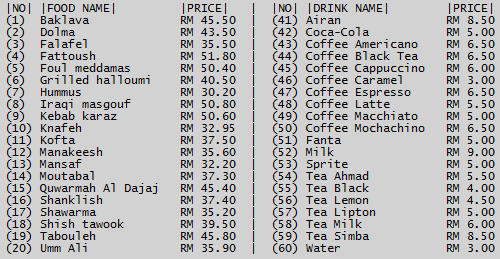 |NO| |FOOD NAME| |PRICE| | |NO| |DRINK NAME| |PRICE|
(1) Baklava RM 45.50 | (41) Airan RM 8.50
(2) Dolma RM 43.50 | (42) Coca-Cola RM 5.00
(3) Falafel RM 35.50 | (43) Coffee Americano RM 6.50
(4) Fattoush RM 51.80 | (44) Coffee Black Tea RM 6.50
(5) Foul meddamas RM 50.40 | (45) Coffee Cappuccino RM 6.00
(6) Grilled halloumi RM 40.50 | (46) Coffee Caramel RM 3.00
(7) Hummus RM 30.20 | (47) Coffee Espresso RM 6.50
(8) Iraqi masgouf RM 50.80 | (48) Coffee Latte RM 5.50
(9) Kebab karaz RM 50.60 | (49) Coffee Macchiato RM 5.00
(10) Knafeh RM 32.95 | (50) Coffee Mochachino RM 6.50
(11) Kofta RM 37.50 | (51) Fanta RM 5.00
(12) Manakeesh RM 35.60 | (52) Milk RM 9.00
(13) Mansaf RM 32.20 | (53) Sprite RM 5.00
(14) Moutabal RM 37.30 | (54) Tea Ahmad RM 5.50
(15) Quwarmah Al Dajaj RM 45.40 | (55) Tea Black RM 4.00
(16) Shanklish RM 37.40 | (56) Tea Lemon RM 4.50
(17) Shawarma RM 35.20 | (57) Tea Lipton RM 5.00
(18) Shish tawook RM 39.50 | (58) Tea Milk RM 6.00
(19) Tabouleh RM 45.80 | (59) Tea Simba RM 8.50
(20) Umm Ali RM 35.90 | (60) Water RM 3.00